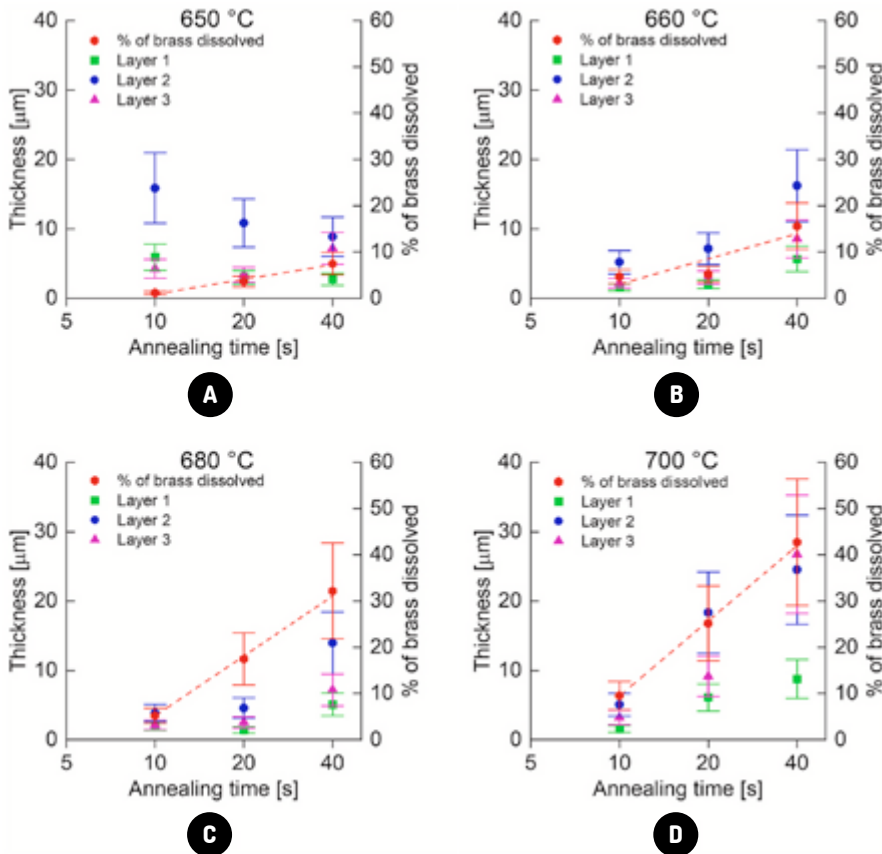 650 °C
% of brass dissolved
Layer 1
Layer 2
Layer 3
Thickness [µm]
% of brass dissolved
40
30
20
10
0
60
50
40
30
20
10
0
5 10 20 40
Annealing time [s]
A
660 °C
% of brass dissolved
Layer 1
Layer 2
Layer 3
Thickness [µm]
% of brass dissolved
40
30
20
10
0
60
50
40
30
20
10
0
5 10 20 40
Annealing time [s]
B
680 °C
% of brass dissolved
Layer 1
Layer 2
Layer 3
Thickness [µm]
% of brass dissolved
40
30
20
10
0
60
50
40
30
20
10
0
5 10 20 40
Annealing time [s]
C
700 °C
% of brass dissolved
Layer 1
Layer 2
Layer 3
Thickness [µm]
% of brass dissolved
40
30
20
10
0
60
50
40
30
20
10
0
5 10 20 40
Annealing time [s]
D